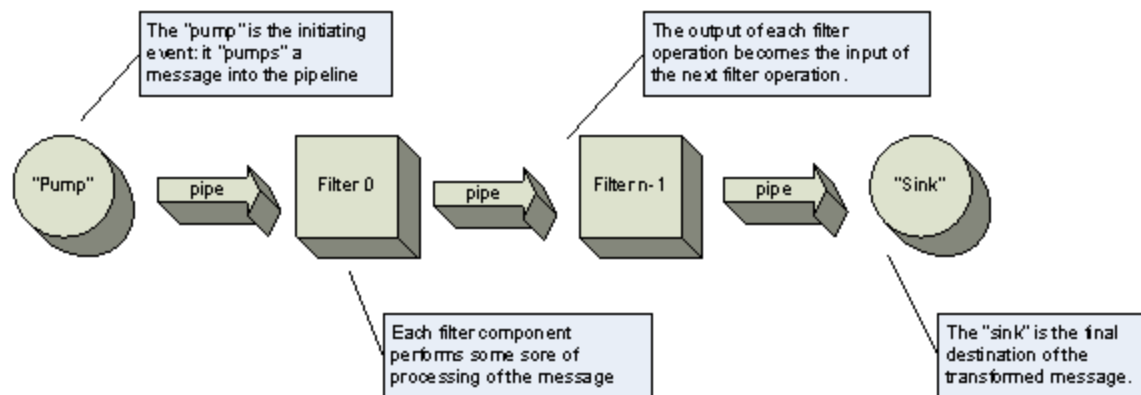 The "pump" is the initiating
event: it "pumps" a
message into the pipeline
The output of each filter
operation becomes the input of
the next filter operation.
"Pump"
pipe
Filter 0
pipe
Filter n-1
pipe
"Sink"
Each filter component
performs some sore of
processing of the message
The "sink" is the final
destination of the
transformed message.